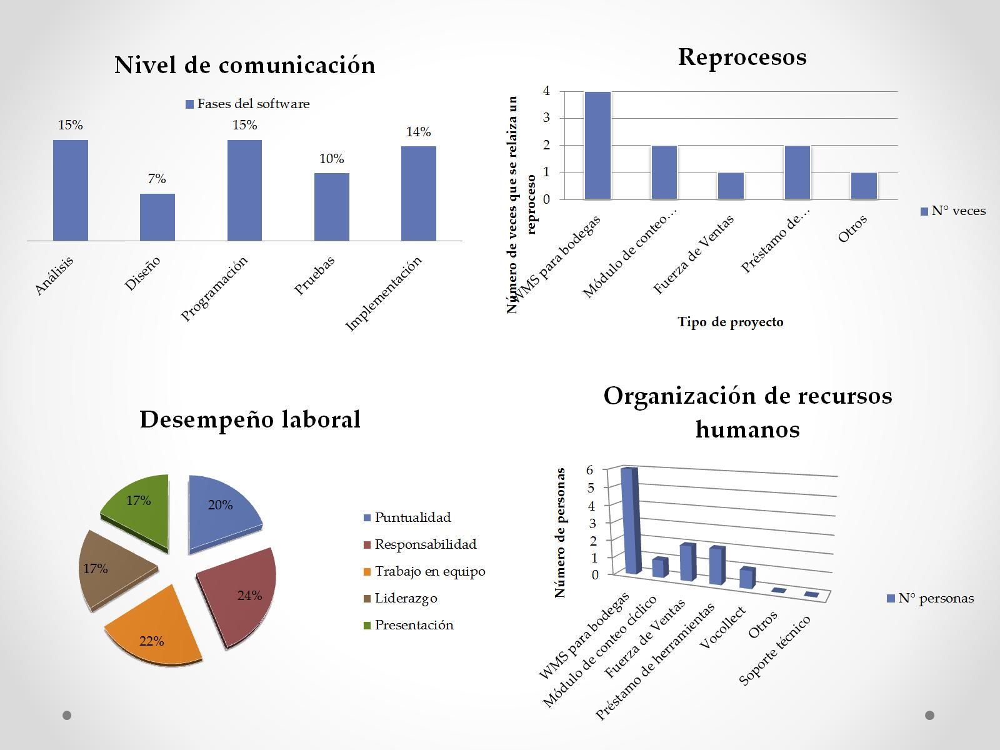 Nivel de comunicación
Fases del software
15%
7%
15%
10%
14%
Análisis
Diseño
Programación
Pruebas
Implementación
Reprocesos
Número de veces que se relaiza un
reproceso
4
3
2
1
0
WMS para bodegas
Módulo de conteo...
Fuerza de Ventas
Préstamo de...
Otros
Tipo de proyecto
N° veces
Desempeño laboral
20%
24%
22%
17%
17%
Puntualidad
Responsabilidad
Trabajo en equipo
Liderazgo
Presentación
Organización de recursos
humanos
Número de personas
6
5
4
3
2
1
0
WMS para bodegas
Módulo de conteo cíclico
Fuerza de Ventas
Préstamo de herramientas
Vocollect
Otros
Soporte técnico
N° personas